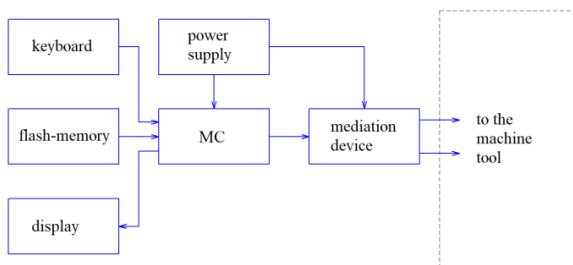 keyboard
power
supply
flash-memory
MC
mediation
device
to the
machine
tool
display